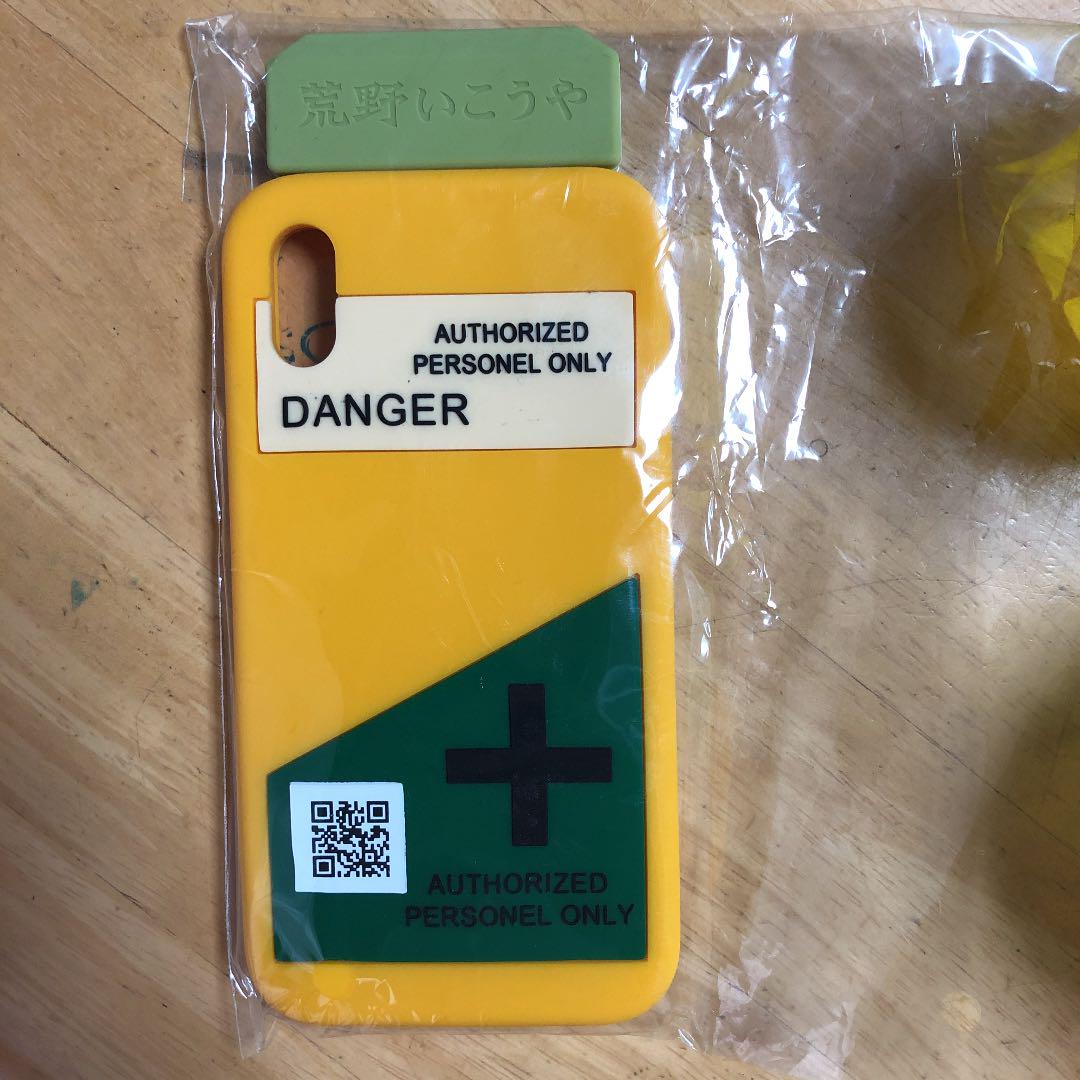 荒野いこうや
AUTHORIZED
PERSONEL ONLY
DANGER
AUTHORIZED
PERSONEL ONLY